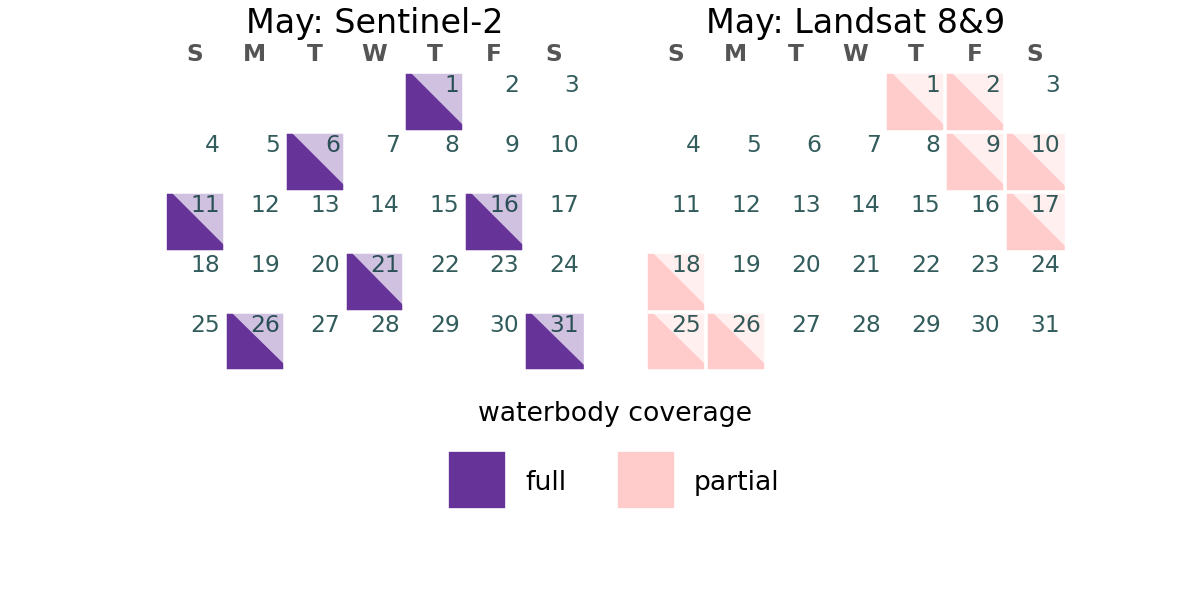 May: Sentinel-2
S M T W T F S
1 2 3
4 5 6 7 8 9 10
11 12 13 14 15 16 17
18 19 20 21 22 23 24
25 26 27 28 29 30 31
May: Landsat 8&9
S M T W T F S
1 2 3
4 5 6 7 8 9 10
11 12 13 14 15 16 17
18 19 20 21 22 23 24
25 26 27 28 29 30 31
waterbody coverage
full
partial